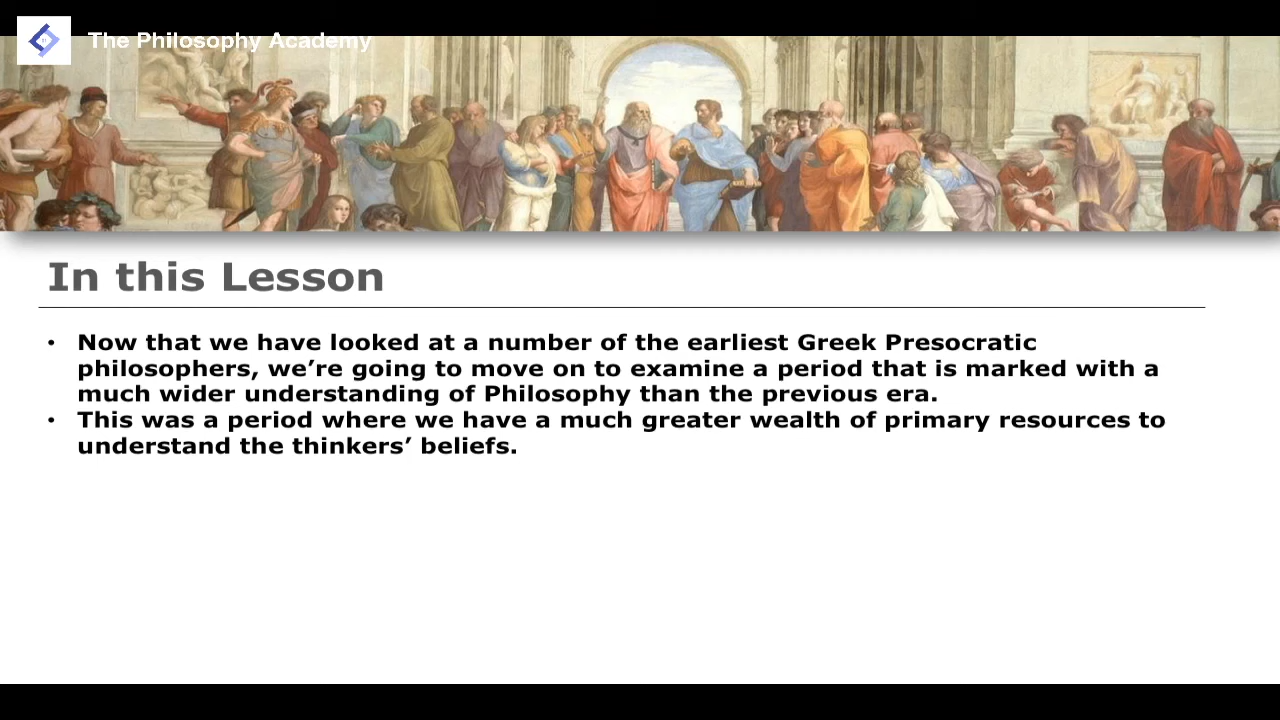 The Philosophy Academy
In this Lesson
• Now that we have looked at a number of the earliest Greek Presocratic
philosophers, we’re going to move on to examine a period that is marked with a
much wider understanding of Philosophy than the previous era.
• This was a period where we have a much greater wealth of primary resources to
understand the thinkers’ beliefs.